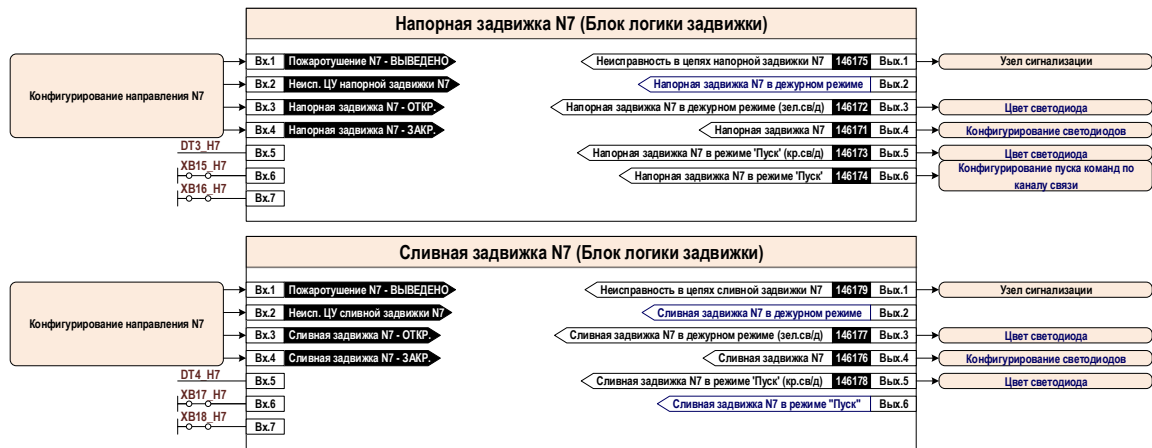 Напорная задвижка N7 (Блок логики задвижки)
Конфигурирование направления N7
Вх.1 Пожаротушение N7 - ВЫВЕДЕНО
Вх.2 Неисп. ЦУ напорной задвижки N7
Вх.3 Напорная задвижка N7 - ОТКР.
Вх.4 Напорная задвижка N7 - ЗАКР.
DT3_H7 Вх.5
XB15_H7 Вх.6
XB16_H7 Вх.7
Неисправность в цепях напорной задвижки N7 146175 Вых.1 Узел сигнализации
Напорная задвижка N7 в дежурном режиме Вых.2
Напорная задвижка N7 в дежурном режиме (зел.св/д) 146172 Вых.3 Цвет светодиода
Напорная задвижка N7 146171 Вых.4 Конфигурирование светодиодов
Напорная задвижка N7 в режиме 'Пуск' (кр.св/д) 146173 Вых.5 Цвет светодиода
Напорная задвижка N7 в режиме 'Пуск' 146174 Вых.6 Конфигурирование пуска команд по
каналу связи
Сливная задвижка N7 (Блок логики задвижки)
Конфигурирование направления N7
Вх.1 Пожаротушение N7 - ВЫВЕДЕНО
Вх.2 Неисп. ЦУ сливной задвижки N7
Вх.3 Сливная задвижка N7 - ОТКР.
Вх.4 Сливная задвижка N7 - ЗАКР.
DT4_H7 Вх.5
XB17_H7 Вх.6
XB18_H7 Вх.7
Неисправность в цепях сливной задвижки N7 146179 Вых.1 Узел сигнализации
Сливная задвижка N7 в дежурном режиме Вых.2
Сливная задвижка N7 в дежурном режиме (зел.св/д) 146177 Вых.3 Цвет светодиода
Сливная задвижка N7 146176 Вых.4 Конфигурирование светодиодов
Сливная задвижка N7 в режиме 'Пуск' (кр.св/д) 146178 Вых.5 Цвет светодиода
Сливная задвижка N7 в режиме "Пуск" Вых.6